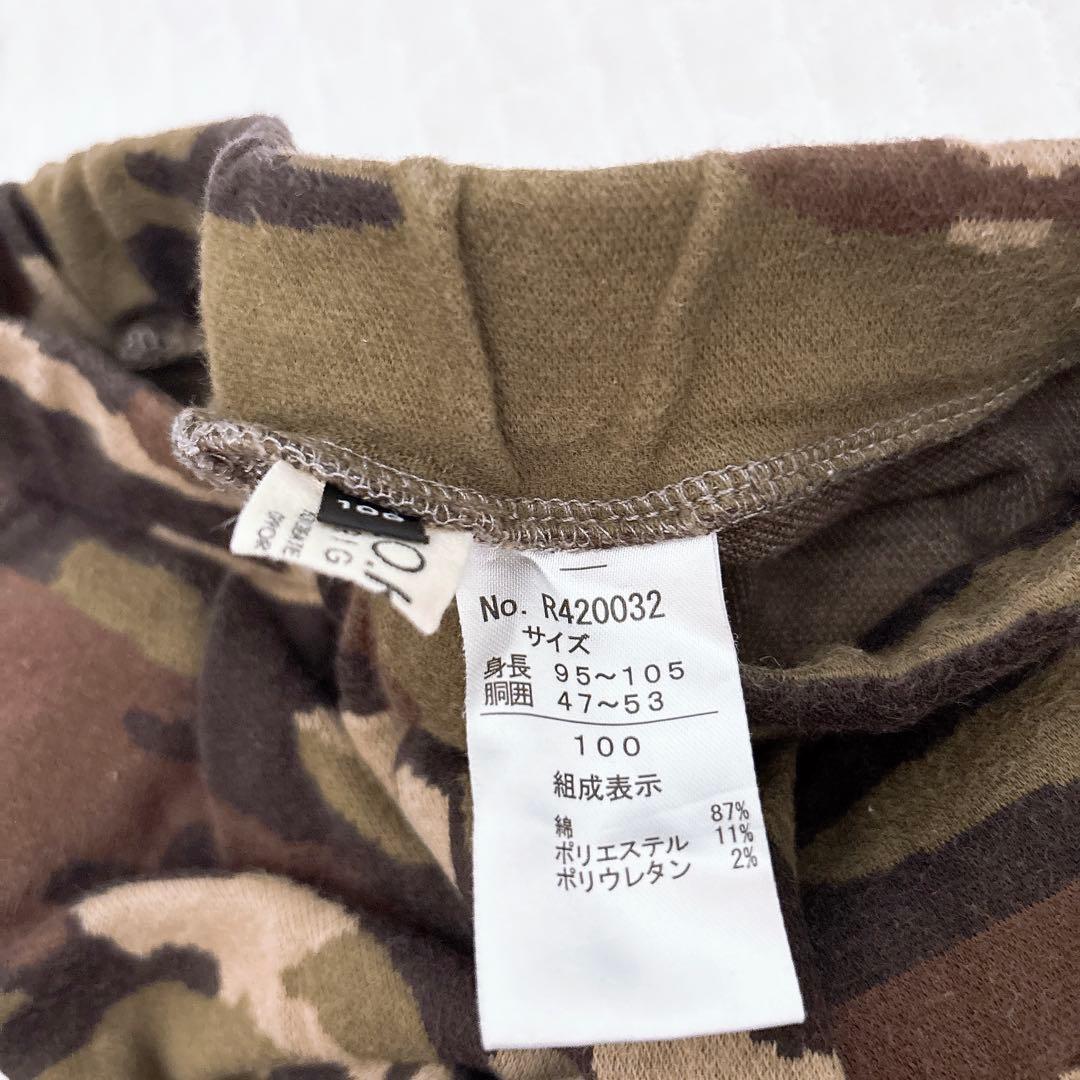 100
O.K
No. R420032
サイズ
身長 95~105
胴囲 47~53
100
組成表示
綿 87%
ポリエステル 11%
ポリウレタン 2%